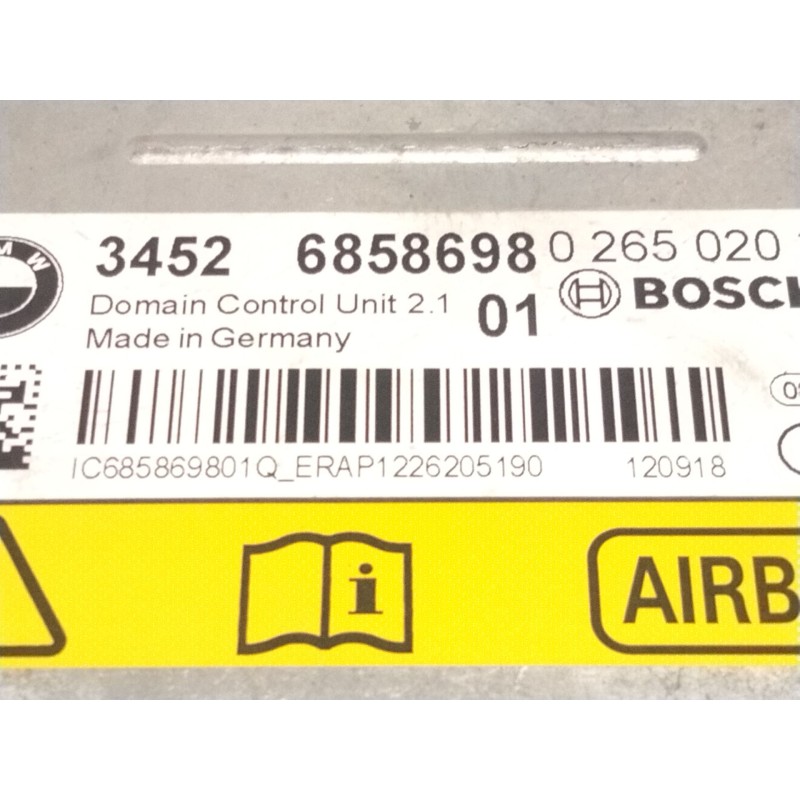 3452 6858698 0 265 020
Domain Control Unit 2.1 01 BOSCH
Made in Germany
IC685869801Q_ERAP1226205190 120918
i AIRB